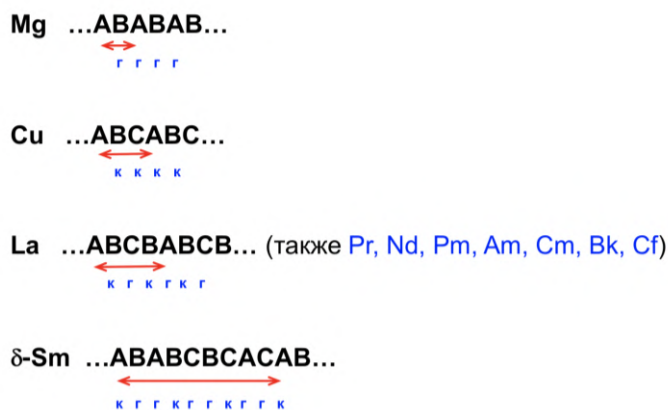 Mg ...ABABAB...
г г г г
Cu ...ABCABC...
к к к к
La ...ABCBABCB... (также Pr, Nd, Pm, Am, Cm, Bk, Cf)
к г к г к г
δ-Sm ...ABABCBCACAB...
к г г к г г к г г к